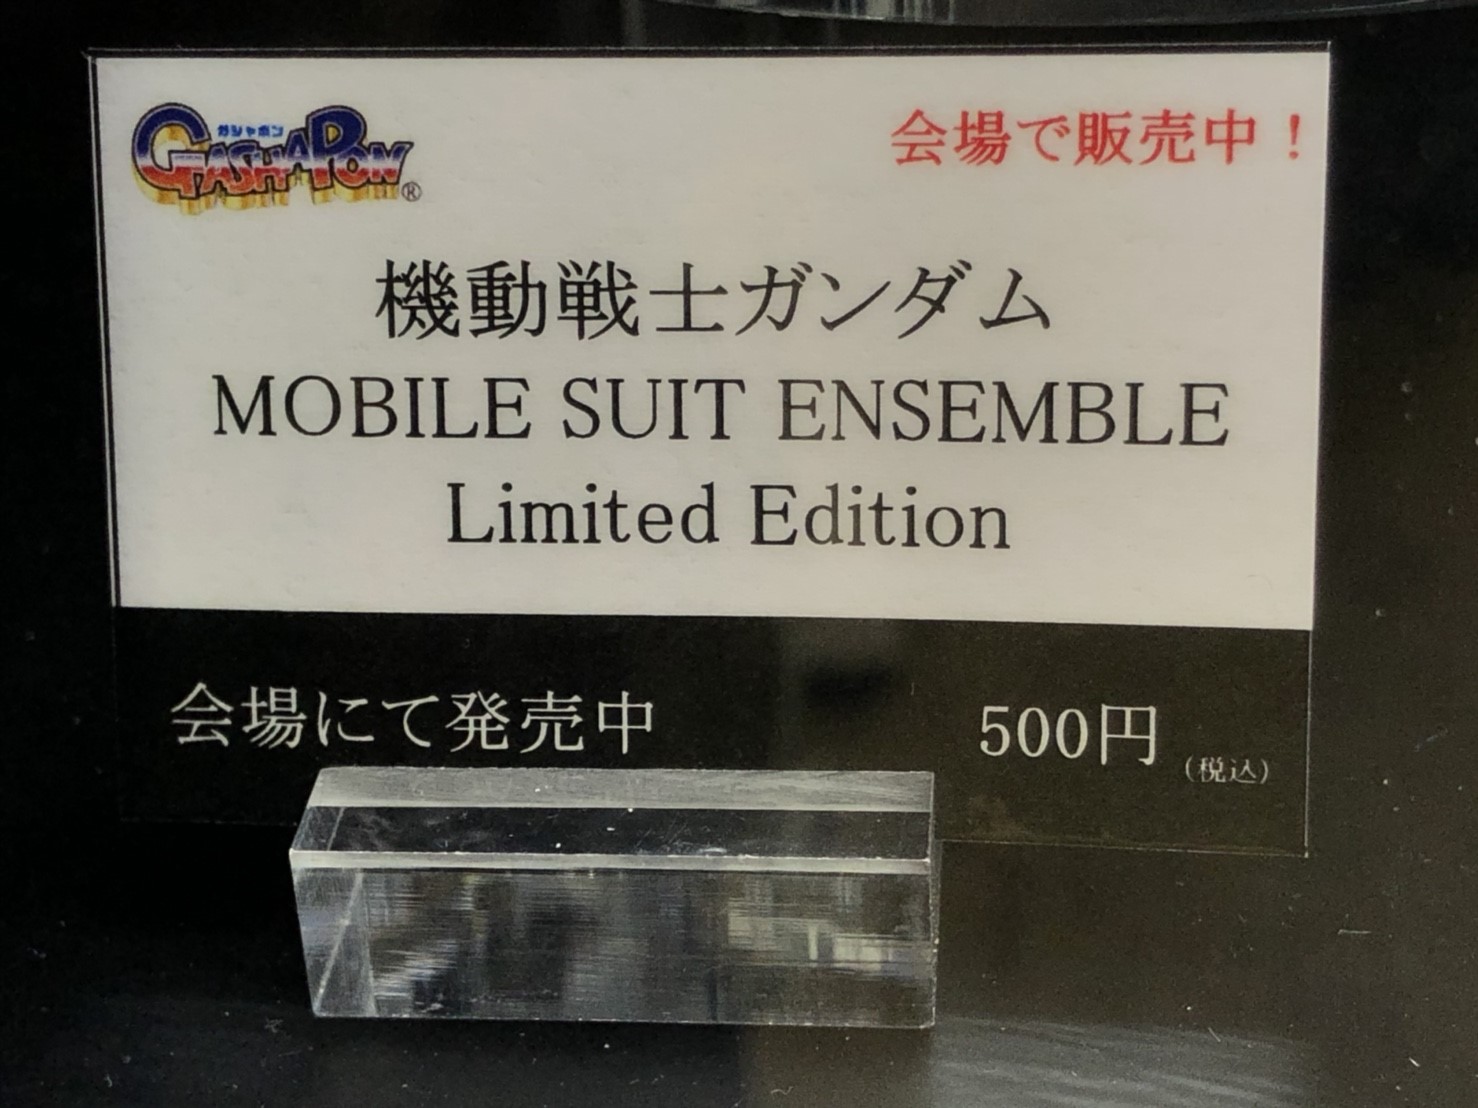 ガシャポン
GASHAPON®
会場で販売中！
機動戦士ガンダム
MOBILE SUIT ENSEMBLE
Limited Edition
会場にて発売中 500円 (税込)